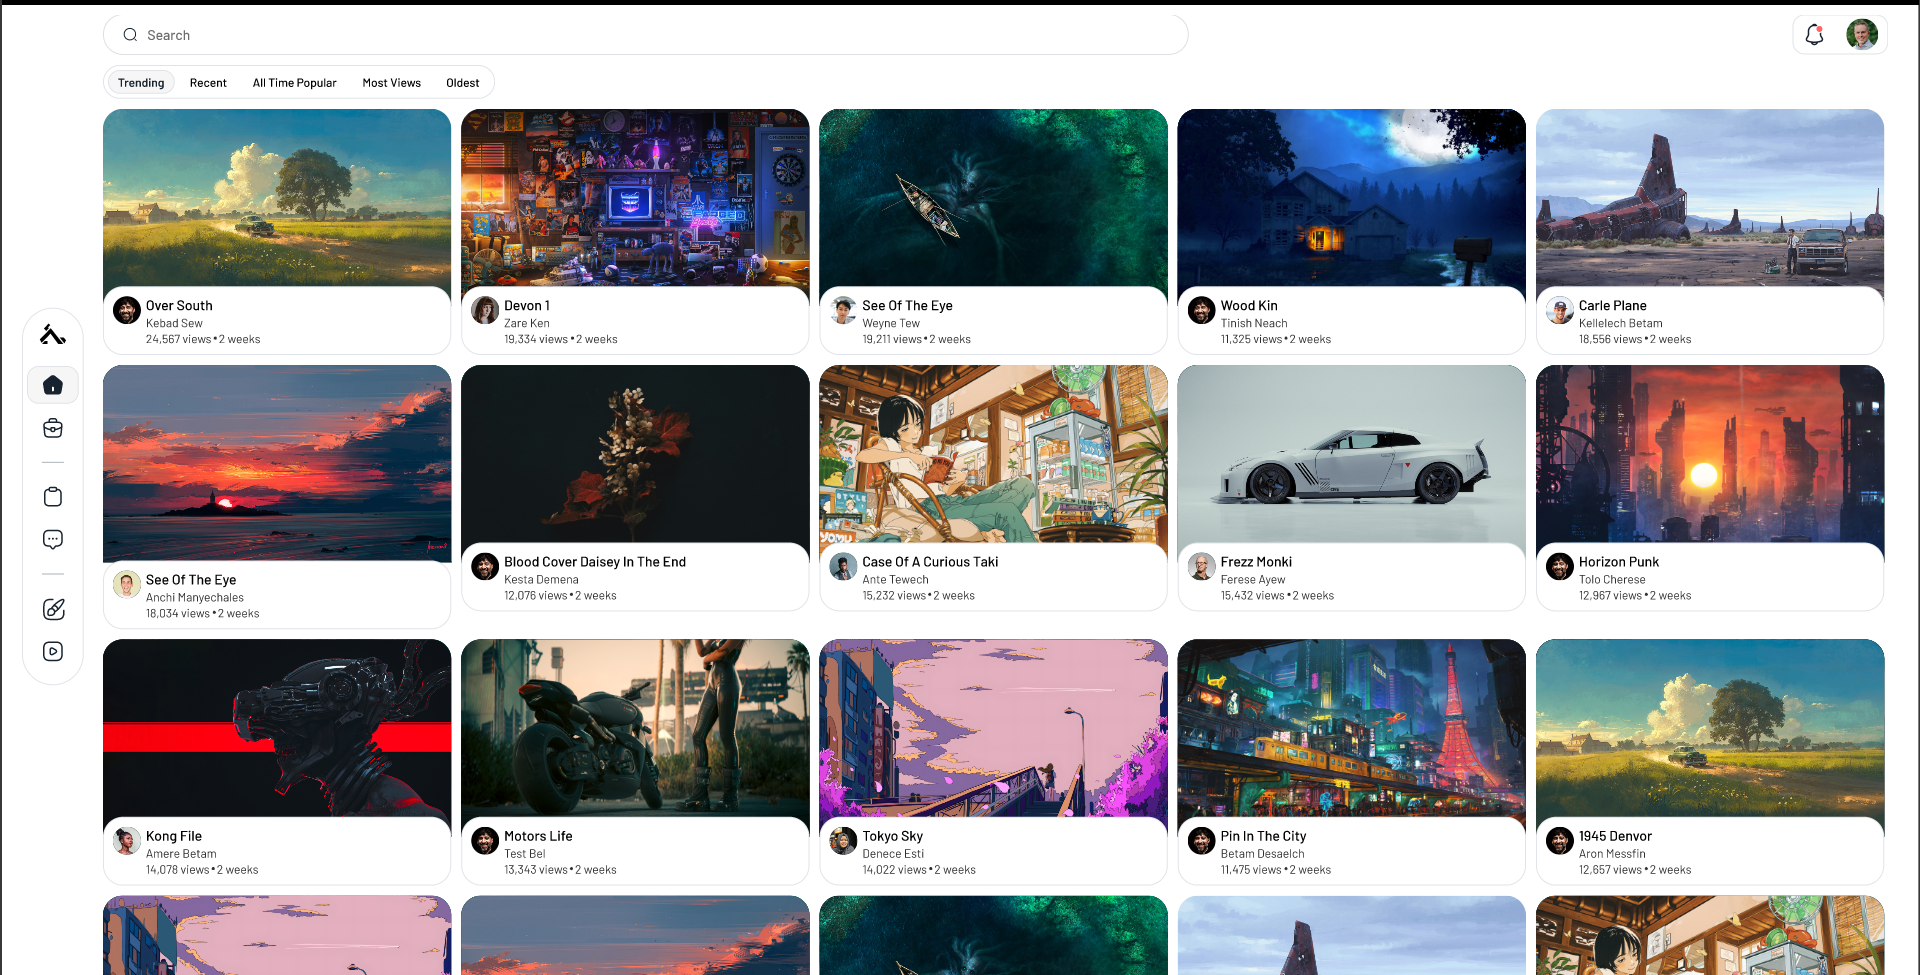 Search
Trending
Recent
All Time Popular
Most Views
Oldest
Over South
Kebad Sew
24,567 views • 2 weeks
Devon 1
Zare Ken
19,334 views • 2 weeks
See Of The Eye
Weyne Tew
19,211 views • 2 weeks
Wood Kin
Tinish Neach
11,325 views • 2 weeks
Carle Plane
Kellelech Betam
18,556 views • 2 weeks
See Of The Eye
Anchi Manyechales
18,034 views • 2 weeks
Blood Cover Daisey In The End
Kesta Demena
12,076 views • 2 weeks
STYLE
YOMU
Case Of A Curious Taki
Ante Tewech
15,232 views • 2 weeks
Frezz Monki
Ferese Ayew
15,432 views • 2 weeks
Horizon Punk
Tolo Cherese
12,967 views • 2 weeks
Kong File
Amere Betam
14,078 views • 2 weeks
Motors Life
Test Bel
13,343 views • 2 weeks
Tokyo Sky
Denece Esti
14,022 views • 2 weeks
Pin In The City
Betam Desaelch
11,475 views • 2 weeks
1945 Denvor
Aron Messfin
12,657 views • 2 weeks